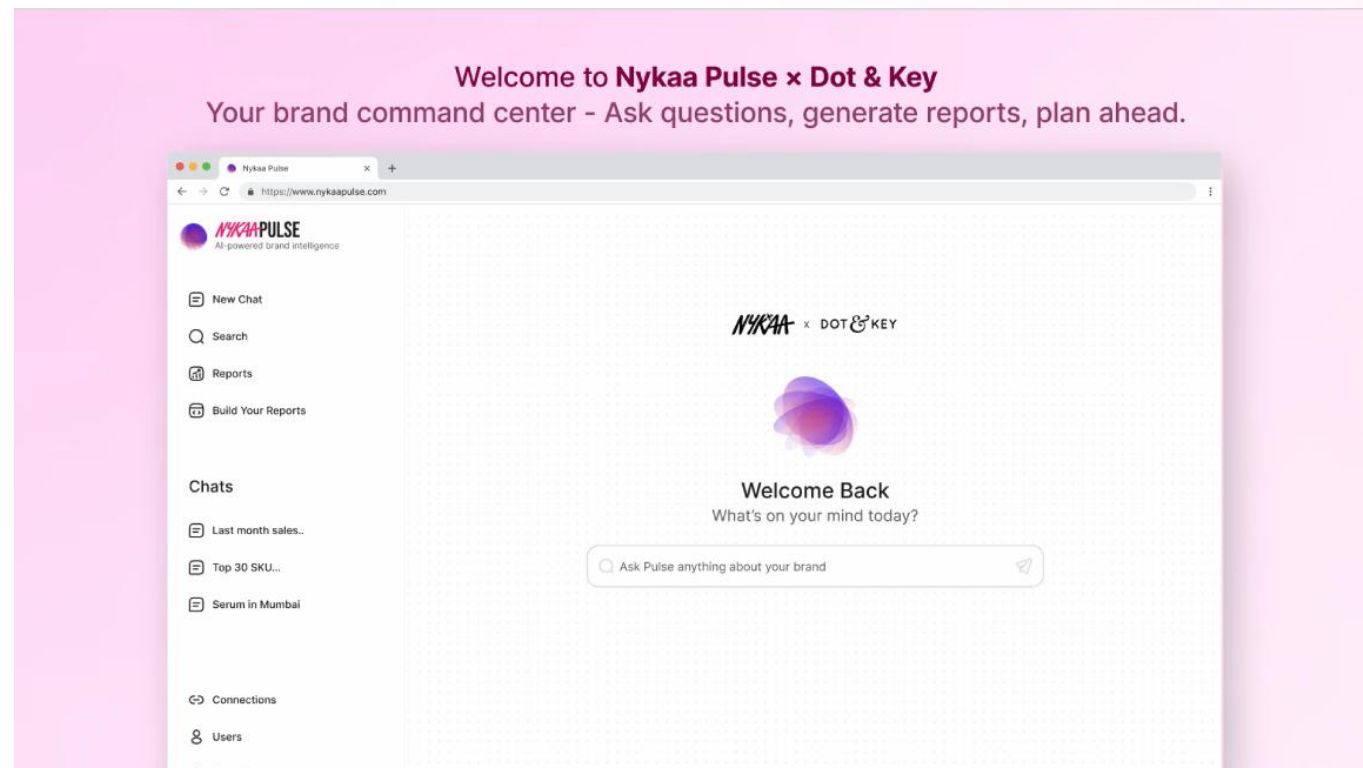 Welcome to Nykaa Pulse × Dot & Key
Your brand command center - Ask questions, generate reports, plan ahead.
Nykaa Pulse
https://www.nykaapulse.com
NYKAAPULSE
AI-powered brand intelligence
New Chat
Search
Reports
Build Your Reports
Chats
Last month sales..
Top 30 SKU...
Serum in Mumbai
Connections
Users
NYKAA × DOT & KEY
Welcome Back
What's on your mind today?
Ask Pulse anything about your brand